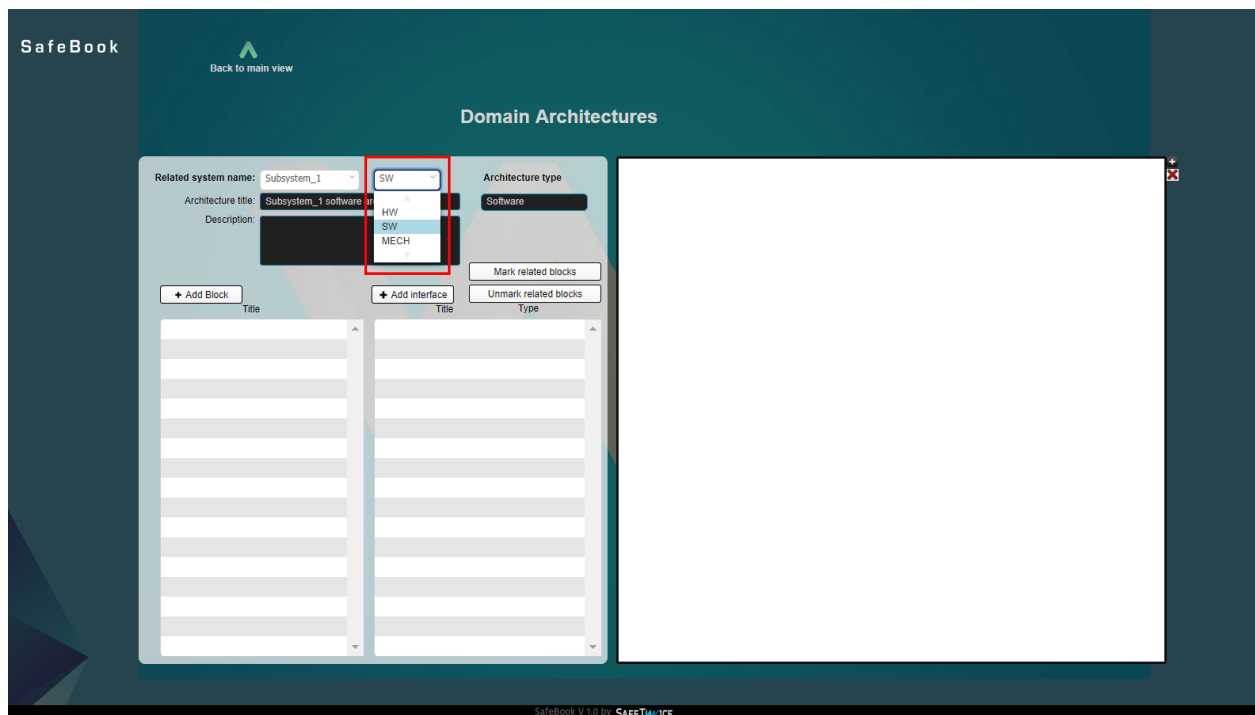 SafeBook
Back to main view
Domain Architectures
Related system name: Subsystem_1 SW Architecture type
Architecture title: Subsystem_1 software Software
HW
Description:
SW
MECH
Mark related blocks
+ Add Block + Add interface Unmark related blocks
Title Title Type
SafeBook V 1.0 by SAFETWICE